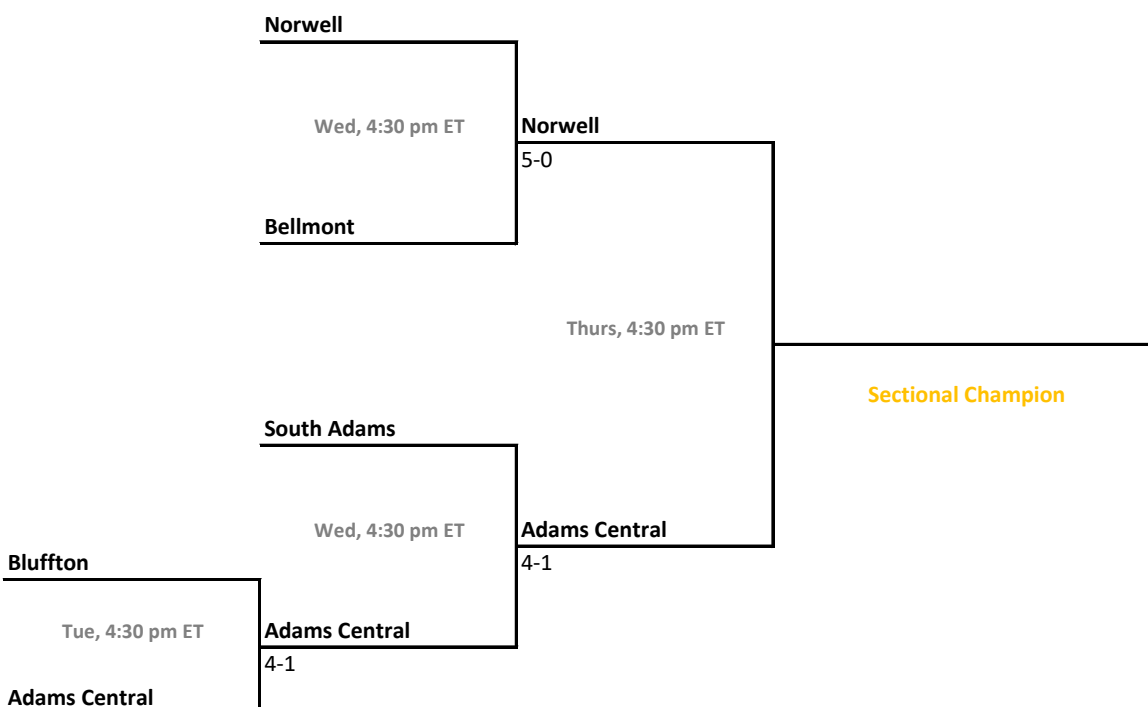 Norwell
Wed, 4:30 pm ET
Norwell
5-0
Bellmont
Thurs, 4:30 pm ET
Sectional Champion
South Adams
Wed, 4:30 pm ET
Adams Central
4-1
Bluffton
Tue, 4:30 pm ET
Adams Central
4-1
Adams Central